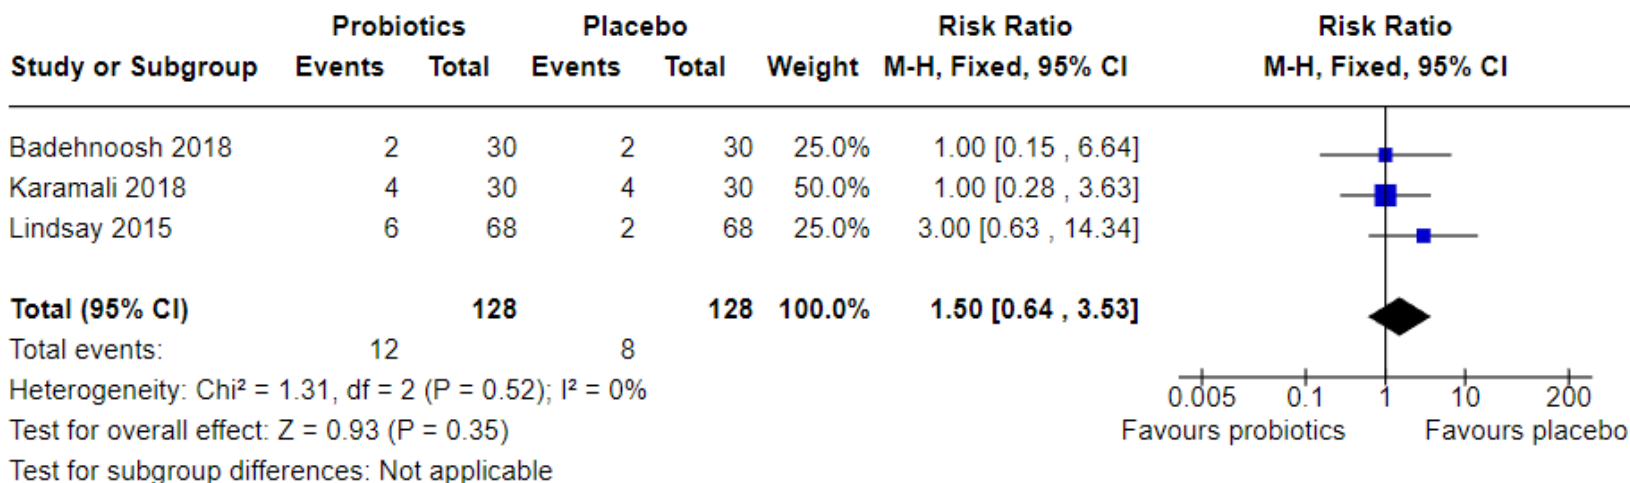 Probiotics Placebo Risk Ratio Risk Ratio
Study or Subgroup Events Total Events Total Weight M-H, Fixed, 95% CI M-H, Fixed, 95% CI
Badehnoosh 2018 2 30 2 30 25.0% 1.00 [0.15 , 6.64]
Karamali 2018 4 30 4 30 50.0% 1.00 [0.28 , 3.63]
Lindsay 2015 6 68 2 68 25.0% 3.00 [0.63 , 14.34]
Total (95% CI) 128 128 100.0% 1.50 [0.64 , 3.53]
Total events: 12 8
Heterogeneity: Chi² = 1.31, df = 2 (P = 0.52); I² = 0%
0.005 0.1 1 10 200
Test for overall effect: Z = 0.93 (P = 0.35)
Favours probiotics Favours placebo
Test for subgroup differences: Not applicable